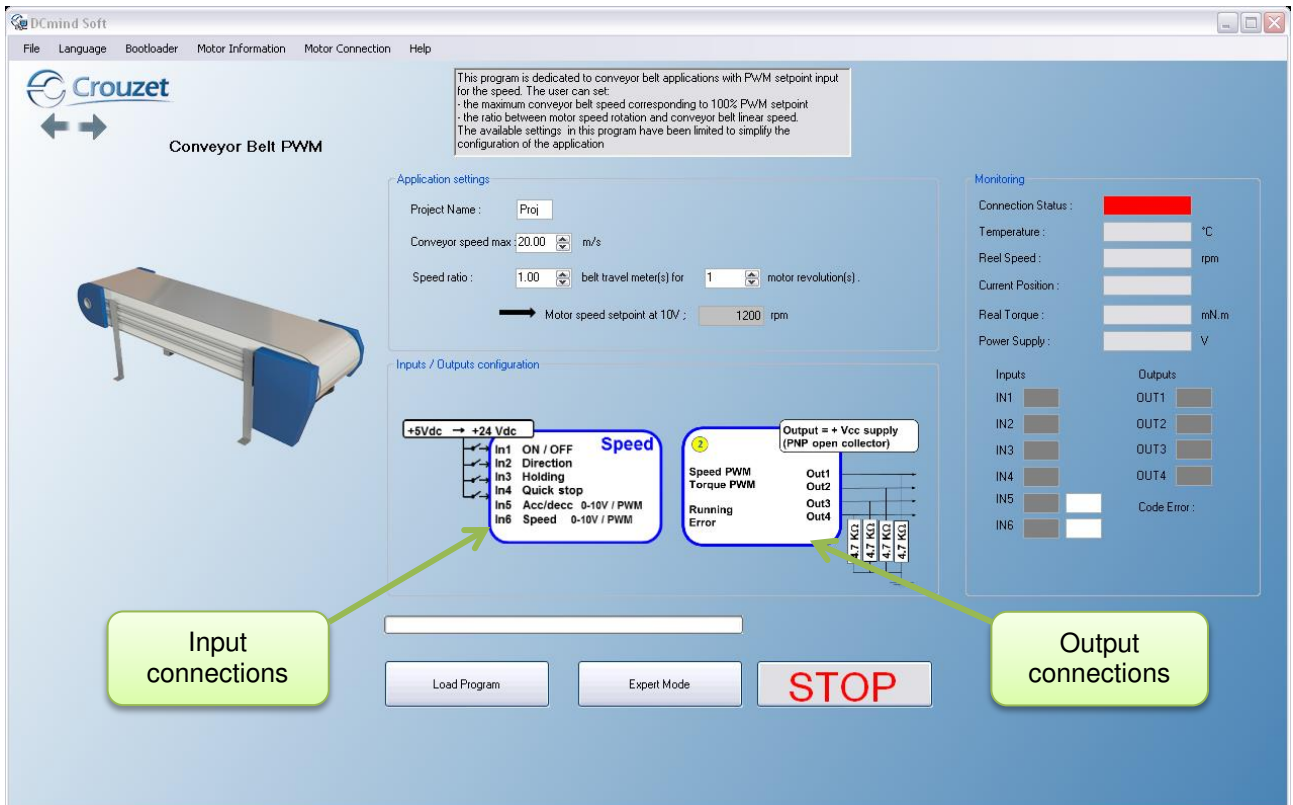 DCmind Soft
File Language Bootloader Motor Information Motor Connection Help
Crouzet
Conveyor Belt PWM
This program is dedicated to conveyor belt applications with PWM setpoint input
for the speed. The user can set:
- the maximum conveyor belt speed corresponding to 100% PWM setpoint
- the ratio between motor speed rotation and conveyor belt linear speed.
The available settings in this program have been limited to simplify the
configuration of the application
Application settings
Project Name : Proj
Conveyor speed max : 20.00 m/s
Speed ratio : 1.00 belt travel meter(s) for 1 motor revolution(s) .
Motor speed setpoint at 10V ; 1200 rpm
Inputs / Outputs configuration
+5Vdc → +24 Vdc
Speed
In1 ON / OFF
In2 Direction
In3 Holding
In4 Quick stop
In5 Acc/decc 0-10V / PWM
In6 Speed 0-10V / PWM
2
Output = + Vcc supply
(PNP open collector)
Speed PWM Out1
Torque PWM Out2
Running Out3
Error Out4
4.7 KΩ 4.7 KΩ 4.7 KΩ 4.7 KΩ
Input
connections
Output
connections
Load Program Expert Mode STOP
Monitoring
Connection Status :
Temperature : °C
Reel Speed : rpm
Current Position :
Real Torque : mN.m
Power Supply : V
Inputs Outputs
IN1 OUT1
IN2 OUT2
IN3 OUT3
IN4 OUT4
IN5 Code Error :
IN6